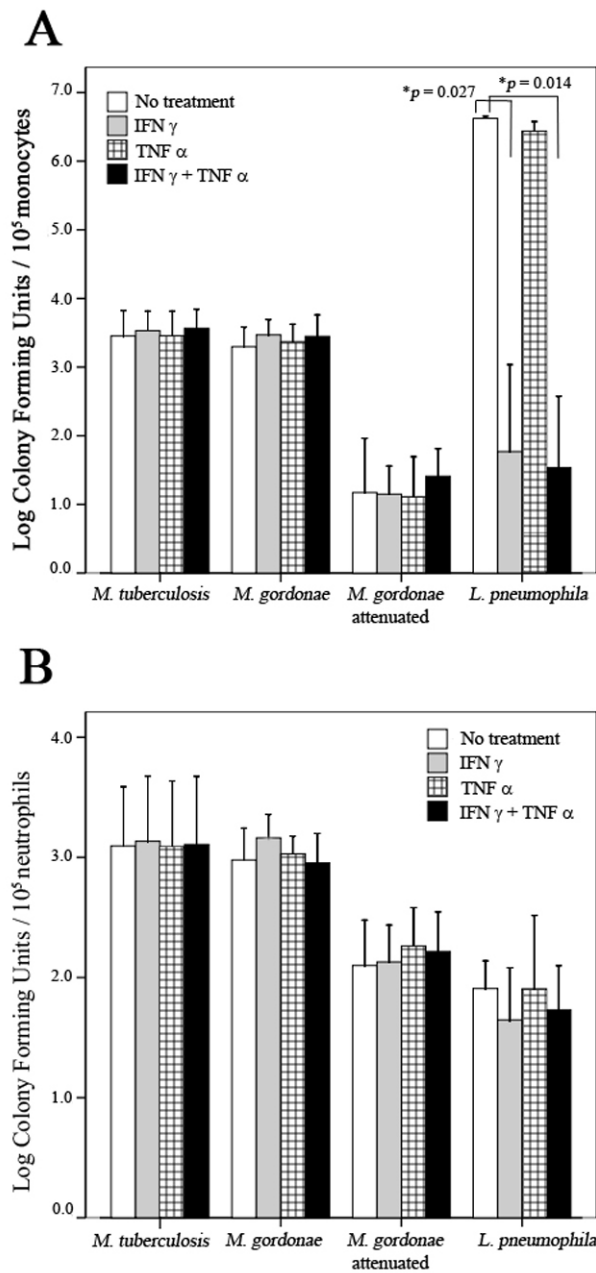 A
Log Colony Forming Units / 10⁵ monocytes
7.0
6.0
5.0
4.0
3.0
2.0
1.0
0.0
No treatment
IFN γ
TNF α
IFN γ + TNF α
*p = 0.027
*p = 0.014
M. tuberculosis
M. gordonae
M. gordonae
attenuated
L. pneumophila
B
Log Colony Forming Units / 10⁵ neutrophils
4.0
3.0
2.0
1.0
0.0
No treatment
IFN γ
TNF α
IFN γ + TNF α
M. tuberculosis
M. gordonae
M. gordonae
attenuated
L. pneumophila